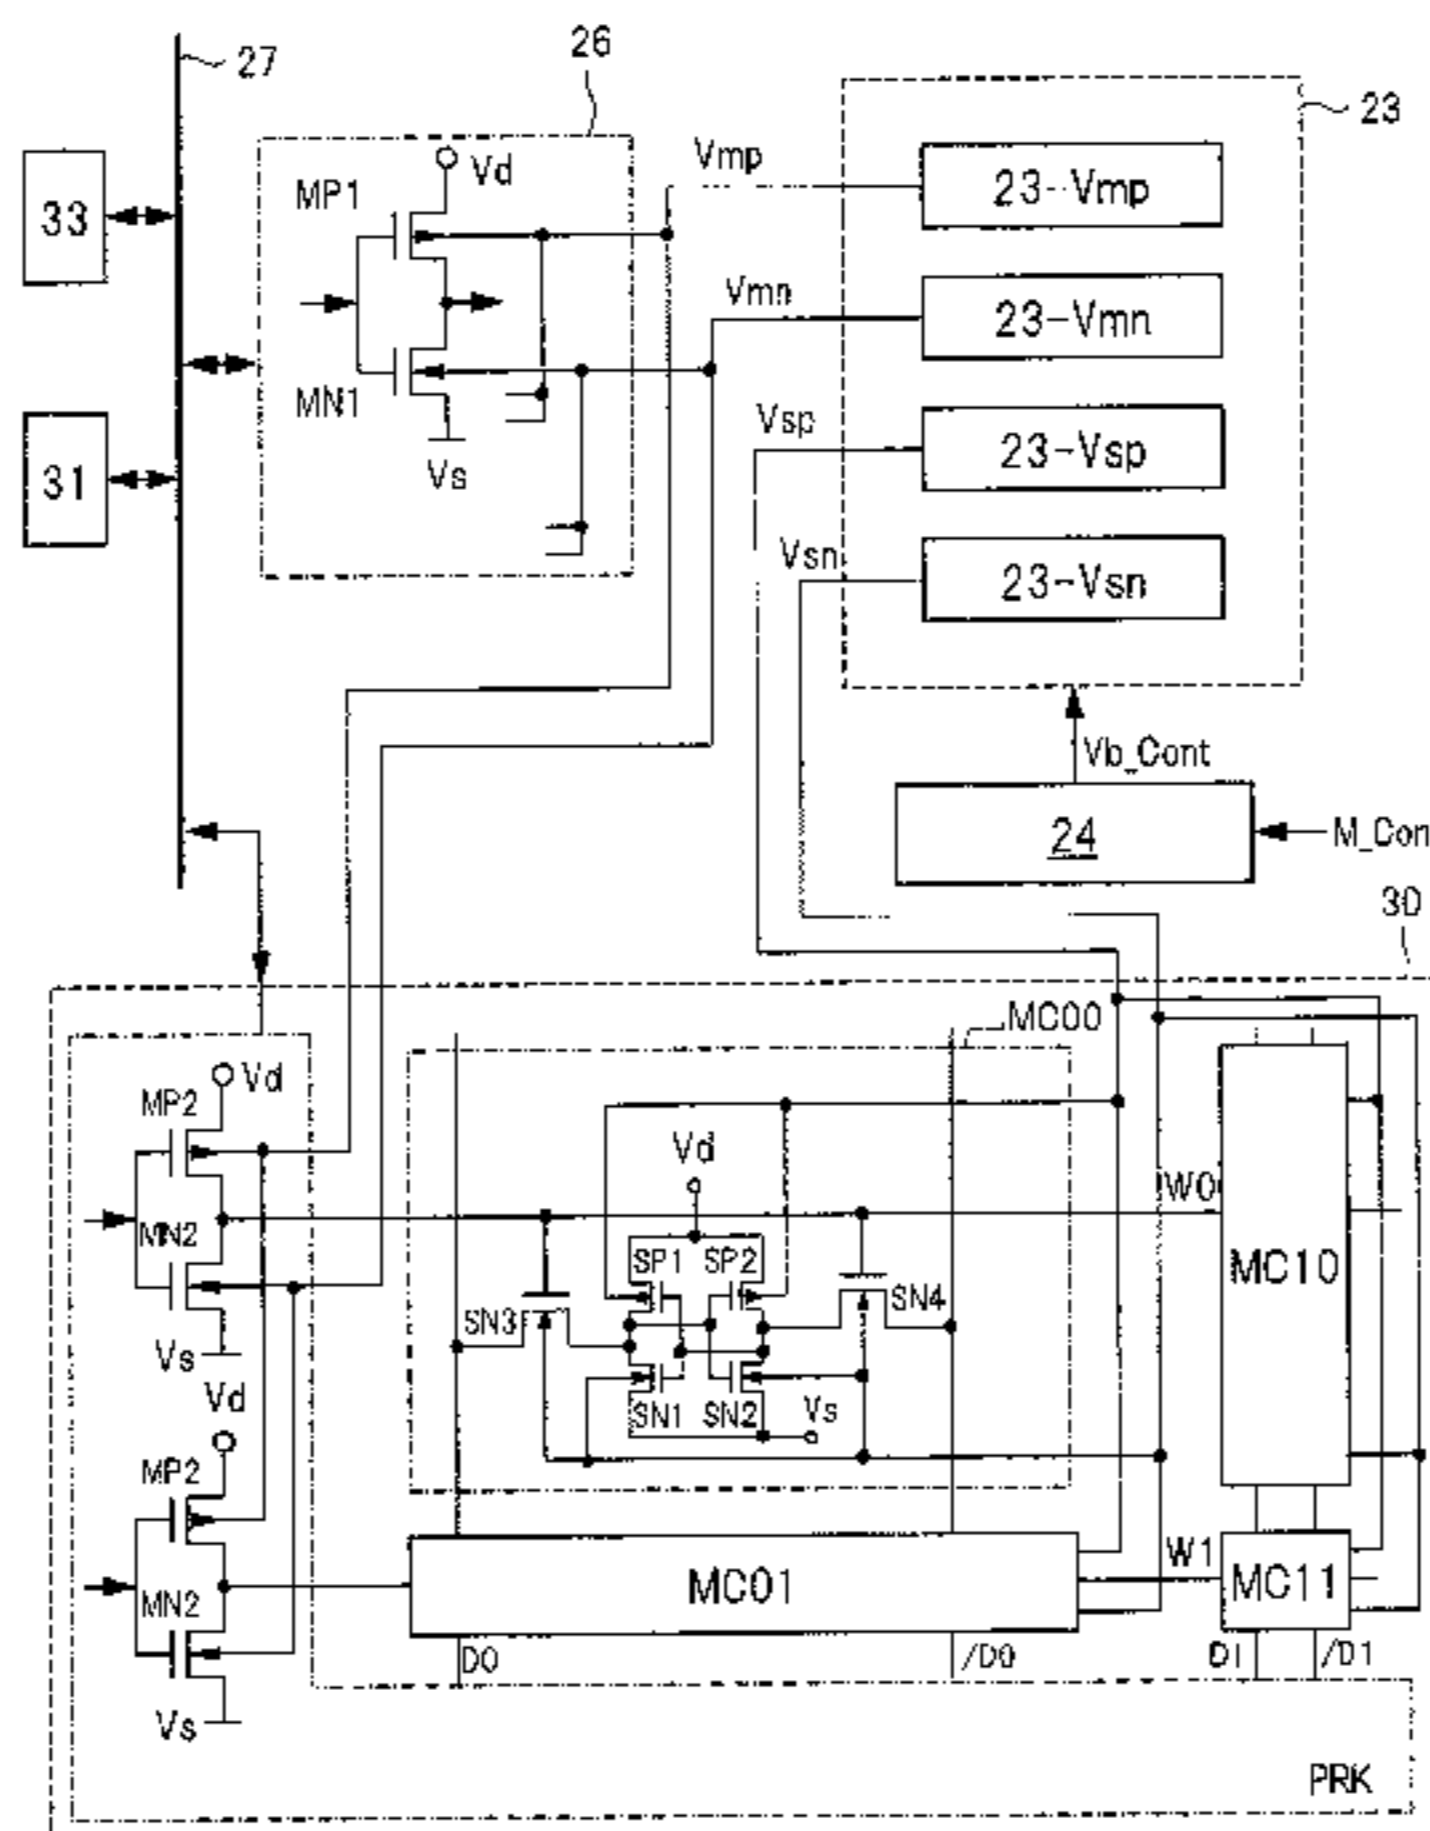 27
26
23
33
MP1
Vd
Vmp
23-Vmp
Vmn
23-Vmn
MN1
Vs
31
Vsp
23-Vsp
Vsn
23-Vsn
Vb_Cont
24
M_Con
30
MC00
Vd
MP2
Vd
W0
MN2
SP1
SP2
MC10
SN3
SN4
Vs
SN1
SN2
Vs
Vd
MP2
MC01
W1
MC11
MN2
D0
/D0
D1
/D1
Vs
PRK